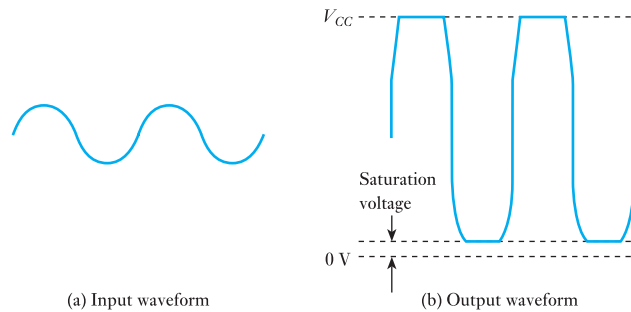 V_CC
Saturation
voltage
0 V
(a) Input waveform
(b) Output waveform